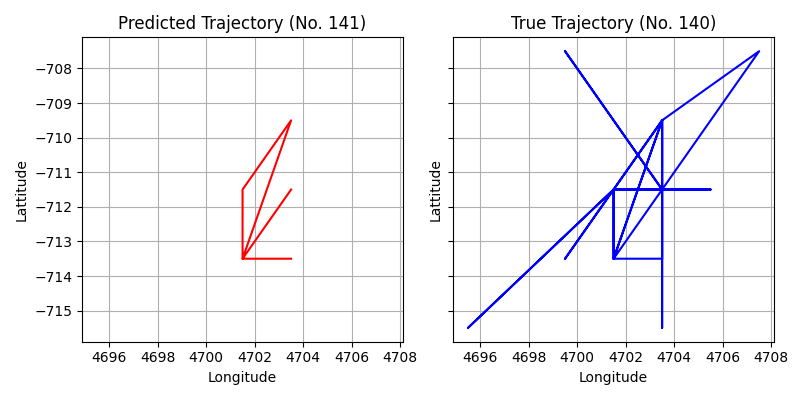 Predicted Trajectory (No. 141)
True Trajectory (No. 140)
Lattitude
−708
−709
−710
−711
−712
−713
−714
−715
4696 4698 4700 4702 4704 4706 4708
Longitude
Lattitude
4696 4698 4700 4702 4704 4706 4708
Longitude